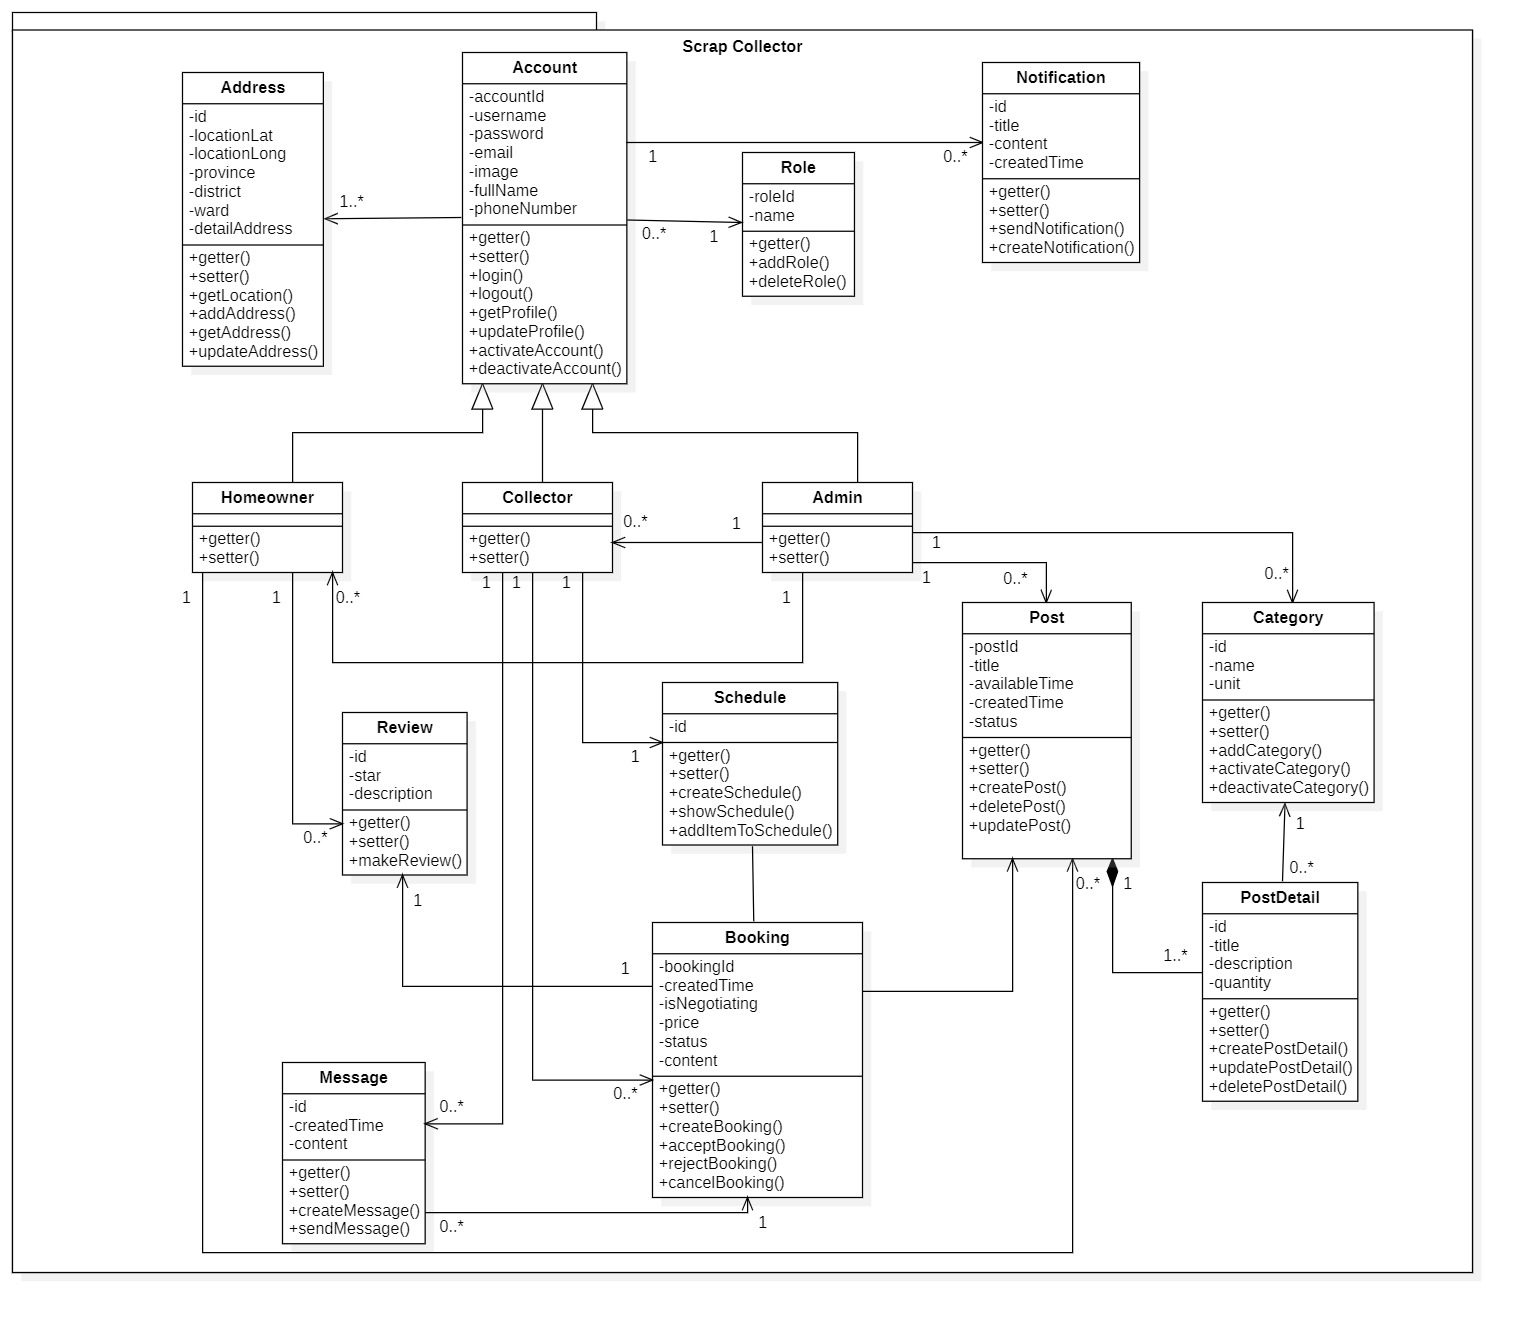 Scrap Collector
Address
-id
-locationLat
-locationLong
-province
-district
-ward
-detailAddress
+getter()
+setter()
+getLocation()
+addAddress()
+getAddress()
+updateAddress()
1..*
Account
-accountId
-username
-password
-email
-image
-fullName
-phoneNumber
+getter()
+setter()
+login()
+logout()
+getProfile()
+updateProfile()
+activateAccount()
+deactivateAccount()
1
0..*
0..*
1
Role
-roleId
-name
+getter()
+addRole()
+deleteRole()
Notification
-id
-title
-content
-createdTime
+getter()
+setter()
+sendNotification()
+createNotification()
Homeowner
+getter()
+setter()
1
1
0..*
Collector
+getter()
+setter()
1
1
1
0..*
1
Admin
+getter()
+setter()
1
1
0..*
1
0..*
Post
-postId
-title
-availableTime
-createdTime
-status
+getter()
+setter()
+createPost()
+deletePost()
+updatePost()
0..*
1
Category
-id
-name
-unit
+getter()
+setter()
+addCategory()
+activateCategory()
+deactivateCategory()
1
0..*
Review
-id
-star
-description
+getter()
+setter()
+makeReview()
0..*
1
Schedule
-id
+getter()
+setter()
+createSchedule()
+showSchedule()
+addItemToSchedule()
1
Booking
-bookingId
-createdTime
-isNegotiating
-price
-status
-content
+getter()
+setter()
+createBooking()
+acceptBooking()
+rejectBooking()
+cancelBooking()
1
0..*
1
PostDetail
-id
-title
-description
-quantity
+getter()
+setter()
+createPostDetail()
+updatePostDetail()
+deletePostDetail()
1..*
Message
-id
-createdTime
-content
+getter()
+setter()
+createMessage()
+sendMessage()
0..*
0..*